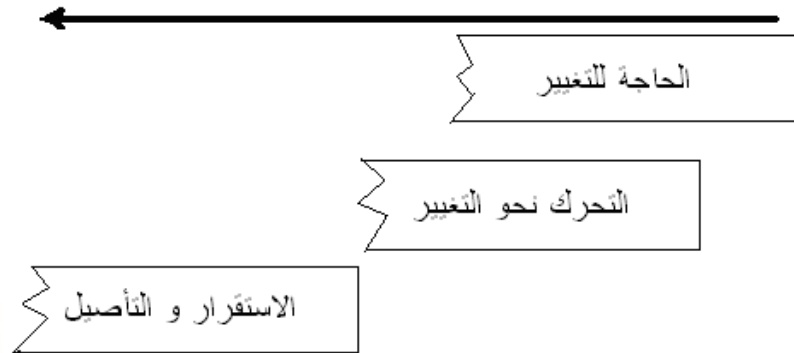 الحاجة للتغيير
التحرك نحو التغيير
الاستقرار و التأصيل